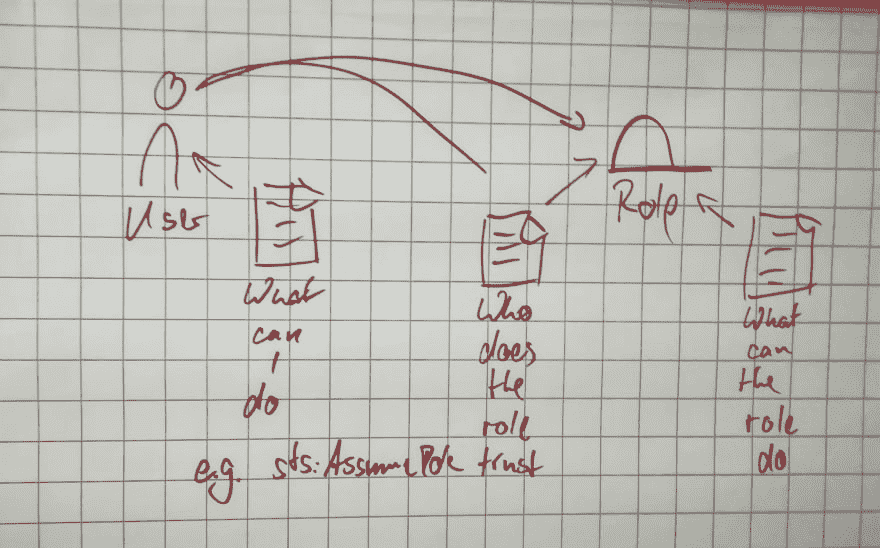 User
Role
What
can
I
do
Who
does
the
role
trust
What
can
the
role
do
e.g. sts:AssumeRole